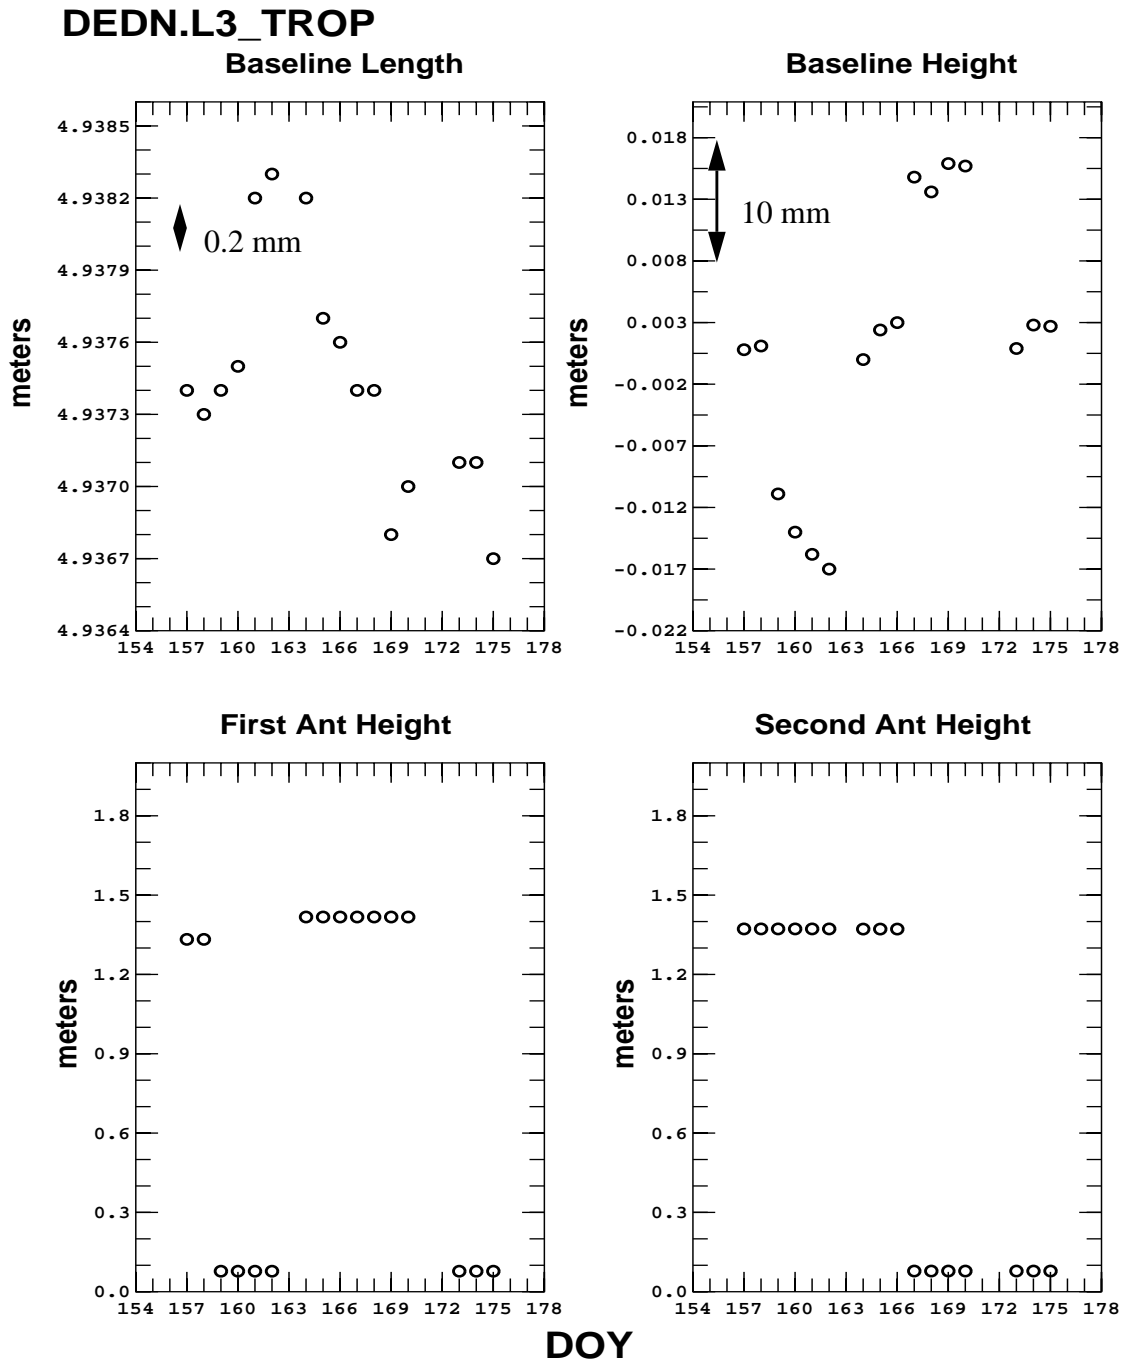 DEDN.L3_TROP
Baseline Length
4.9385
4.9382
4.9379
4.9376
4.9373
4.9370
4.9367
4.9364
0.2 mm
meters
154 157 160 163 166 169 172 175 178
Baseline Height
0.018
0.013
0.008
0.003
-0.002
-0.007
-0.012
-0.017
-0.022
10 mm
meters
154 157 160 163 166 169 172 175 178
First Ant Height
1.8
1.5
1.2
0.9
0.6
0.3
0.0
meters
154 157 160 163 166 169 172 175 178
Second Ant Height
1.8
1.5
1.2
0.9
0.6
0.3
0.0
meters
154 157 160 163 166 169 172 175 178
DOY